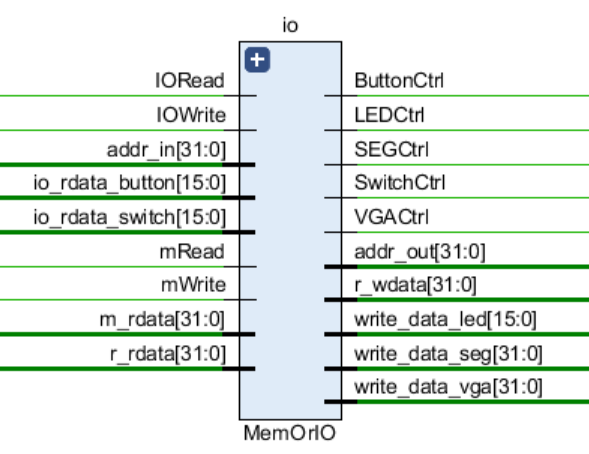 io
IORead
IOWrite
addr_in[31:0]
io_rdata_button[15:0]
io_rdata_switch[15:0]
mRead
mWrite
m_rdata[31:0]
r_rdata[31:0]
ButtonCtrl
LEDCtrl
SEGCtrl
SwitchCtrl
VGACtrl
addr_out[31:0]
r_wdata[31:0]
write_data_led[15:0]
write_data_seg[31:0]
write_data_vga[31:0]
MemOrIO